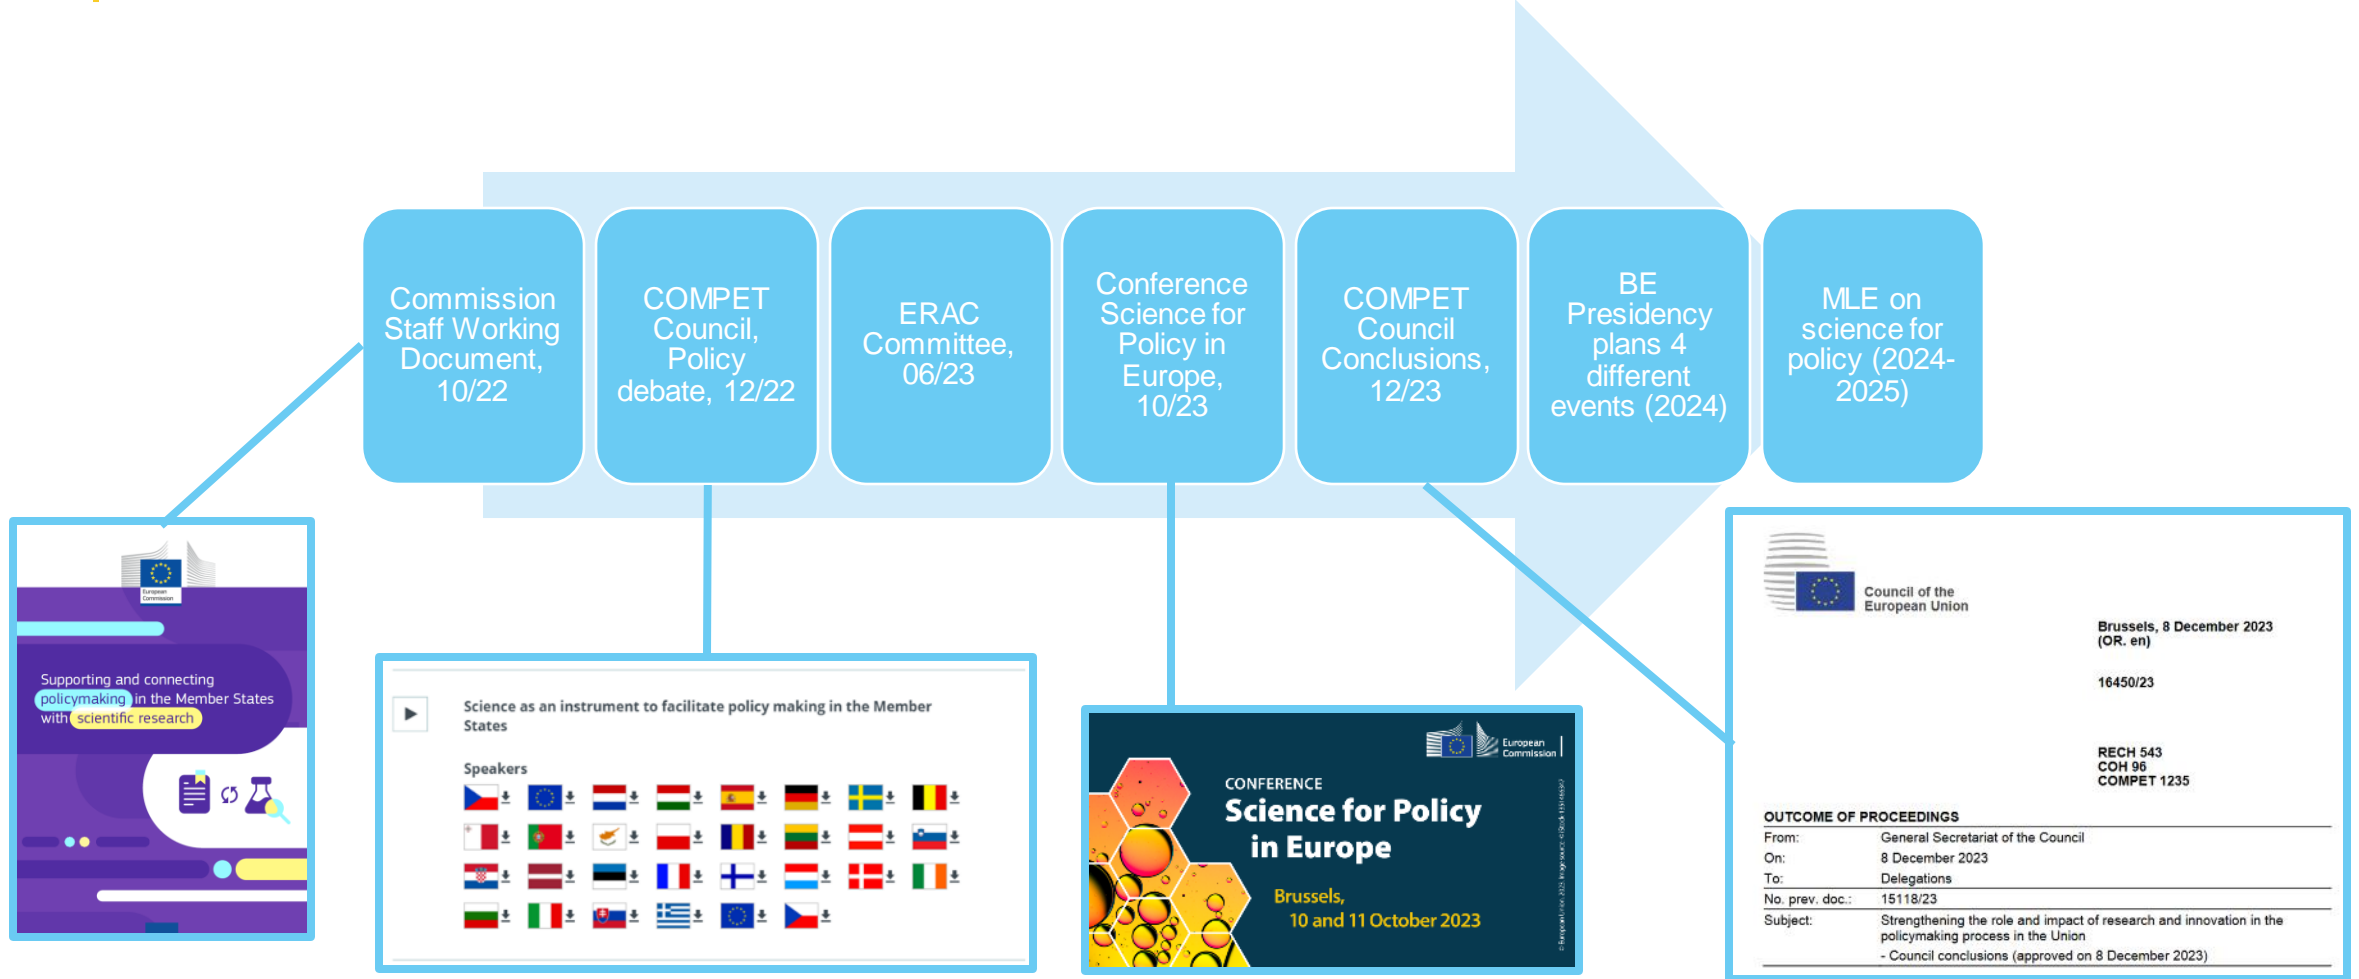 Commission
Staff Working
Document,
10/22
COMPET
Council,
Policy
debate, 12/22
ERAC
Committee,
06/23
Conference
Science for
Policy in
Europe,
10/23
COMPET
Council
Conclusions,
12/23
BE
Presidency
plans 4
different
events (2024)
MLE on
science for
policy (2024-
2025)
European
Commission
Supporting and connecting
policymaking in the Member States
with scientific research
Science as an instrument to facilitate policy making in the Member
States
Speakers
European
Commission
CONFERENCE
Science for Policy
in Europe
Brussels,
10 and 11 October 2023
Council of the
European Union
Brussels, 8 December 2023
(OR. en)
16450/23
RECH 543
COH 96
COMPET 1235
OUTCOME OF PROCEEDINGS
From: General Secretariat of the Council
On: 8 December 2023
To: Delegations
No. prev. doc.: 15118/23
Subject: Strengthening the role and impact of research and innovation in the
policymaking process in the Union
- Council conclusions (approved on 8 December 2023)